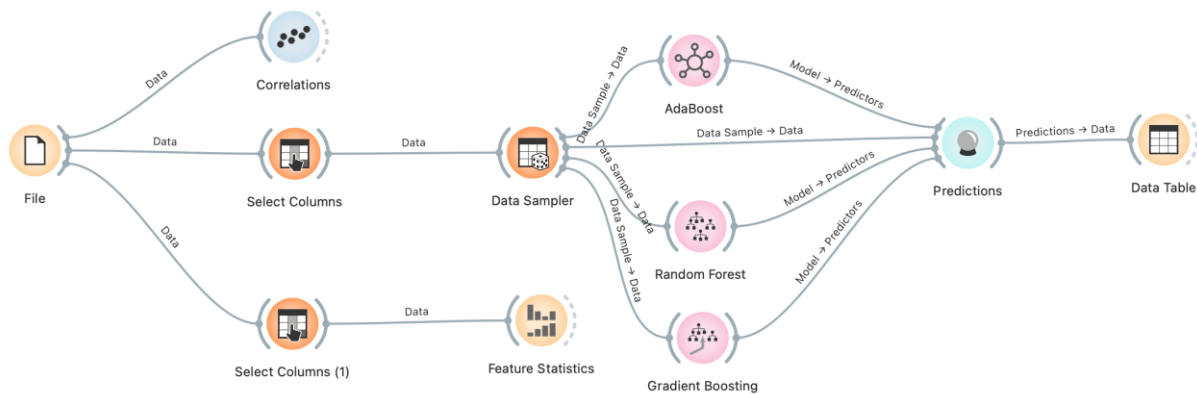 Data
Correlations
File
Data
Select Columns
Data
Data Sampler
Data
Select Columns (1)
Data
Feature Statistics
Data Sample → Data
AdaBoost
Model → Predictors
Data Sample → Data
Data Sample → Data
Random Forest
Model → Predictors
Data Sample → Data
Gradient Boosting
Model → Predictors
Predictions
Predictions → Data
Data Table